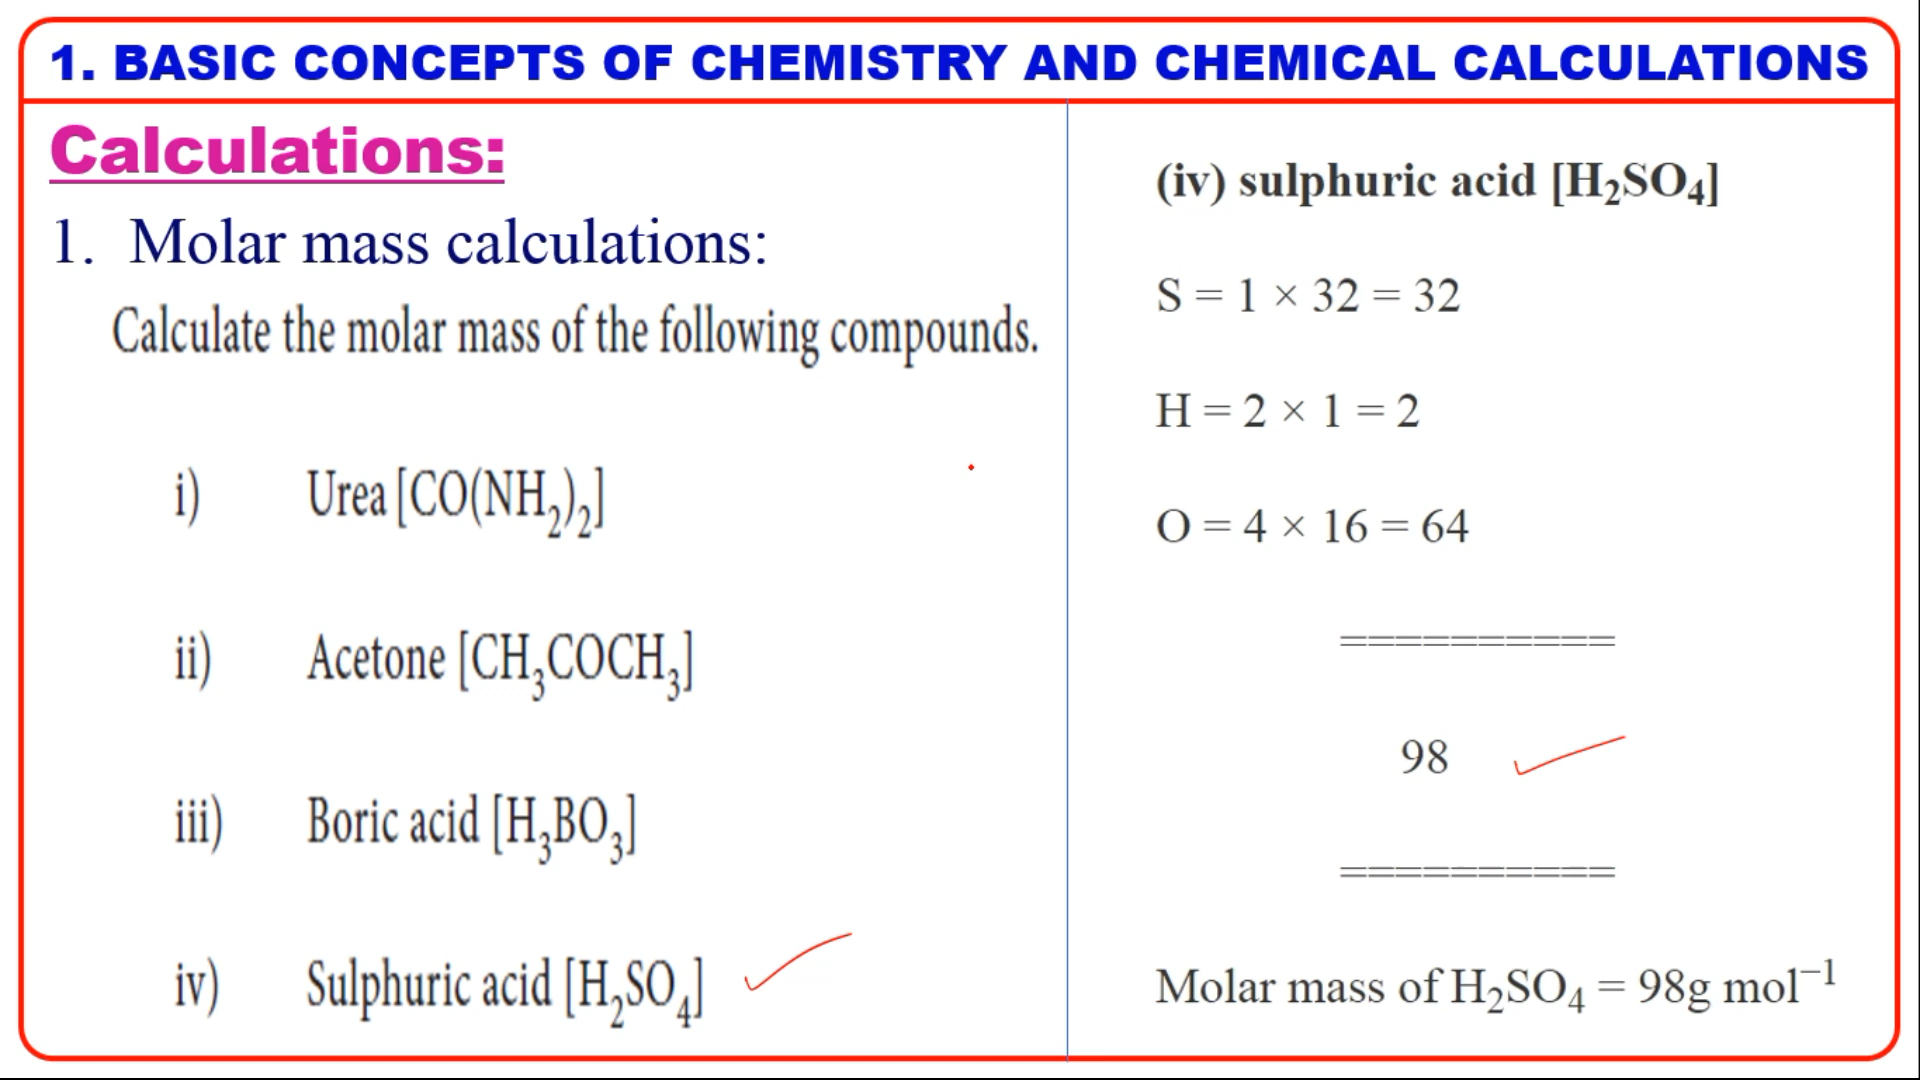 1. BASIC CONCEPTS OF CHEMISTRY AND CHEMICAL CALCULATIONS
Calculations:
1. Molar mass calculations:
Calculate the molar mass of the following compounds.
i) Urea [CO(NH₂)₂]
ii) Acetone [CH₃COCH₃]
iii) Boric acid [H₃BO₃]
iv) Sulphuric acid [H₂SO₄]
(iv) sulphuric acid [H₂SO₄]
S = 1 × 32 = 32
H = 2 × 1 = 2
O = 4 × 16 = 64
==========
98
==========
Molar mass of H₂SO₄ = 98g mol⁻¹